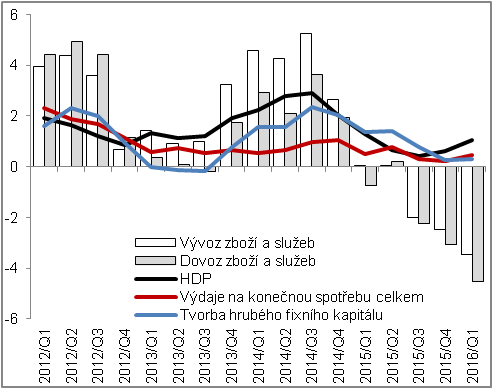 6
4
2
0
-2
-4
-6
Vývoz zboží a služeb
Dovoz zboží a služeb
HDP
Výdaje na konečnou spotřebu celkem
Tvorba hrubého fixního kapitálu
2012/Q1
2012/Q2
2012/Q3
2012/Q4
2013/Q1
2013/Q2
2013/Q3
2013/Q4
2014/Q1
2014/Q2
2014/Q3
2014/Q4
2015/Q1
2015/Q2
2015/Q3
2015/Q4
2016/Q1